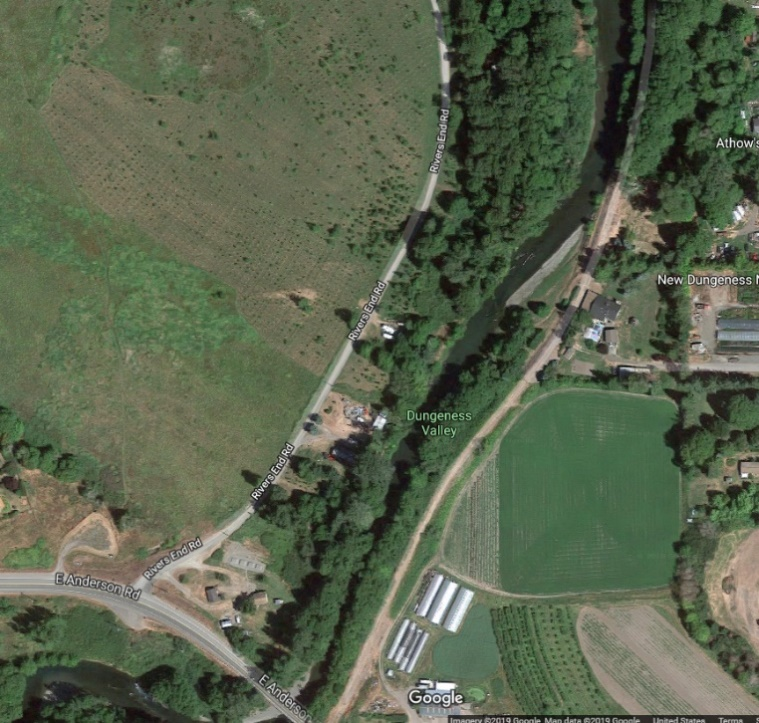 Rivers End Rd
Athow's
New Dungeness N
Rivers End Rd
Dungeness
Valley
Rivers End Rd
Rivers End Rd
E Anderson Rd
E Anderson
Google
Imagery ©2019 Google, Map data ©2019 Google
United States
Terms